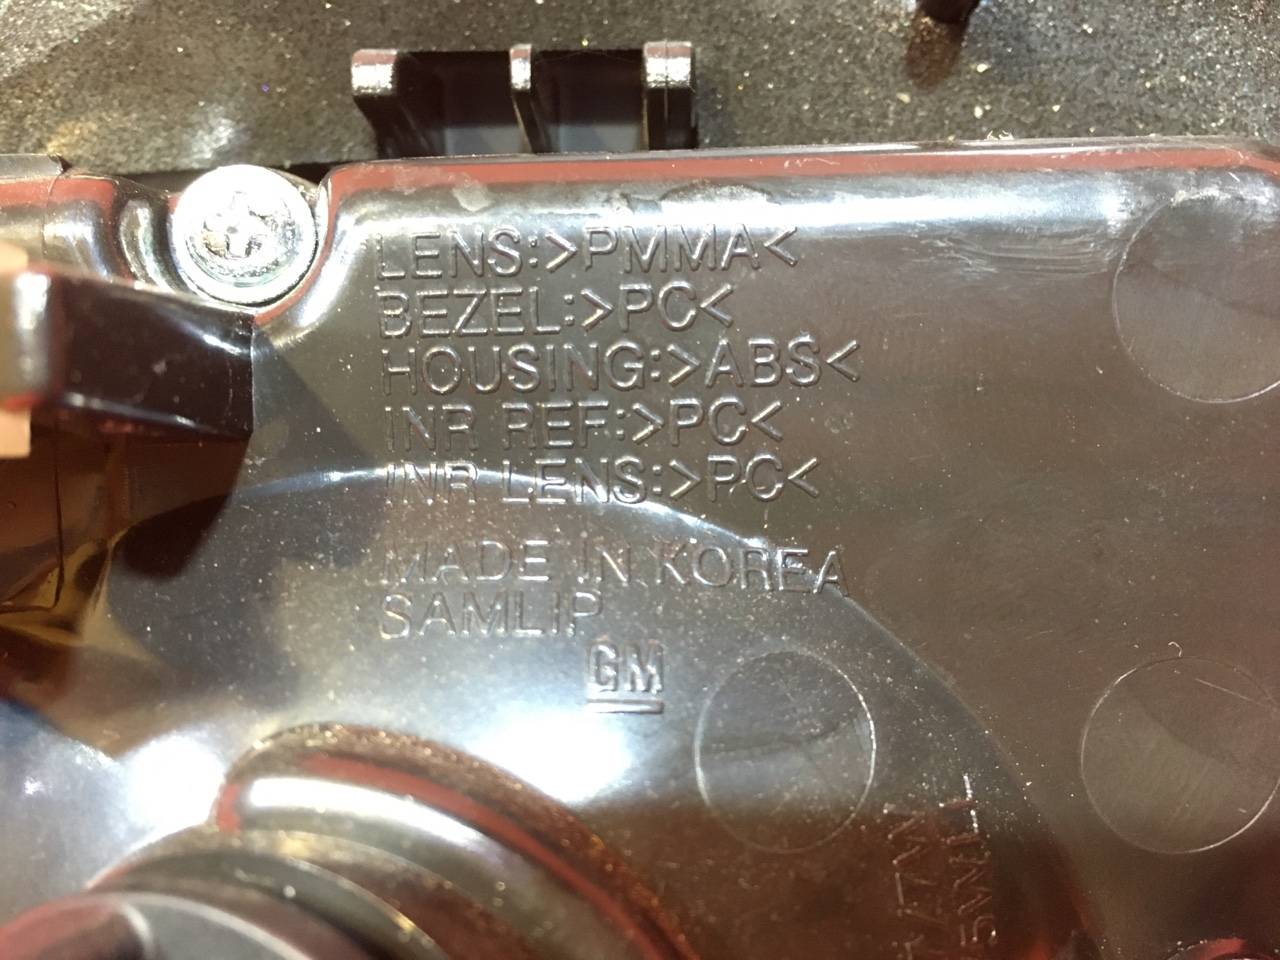 LENS:>PMMA<
BEZEL:>PC<
HOUSING:>ABS<
INR REF:>PC<
INR LENS:>PC<
MADE IN KOREA
SAMLIP
GM